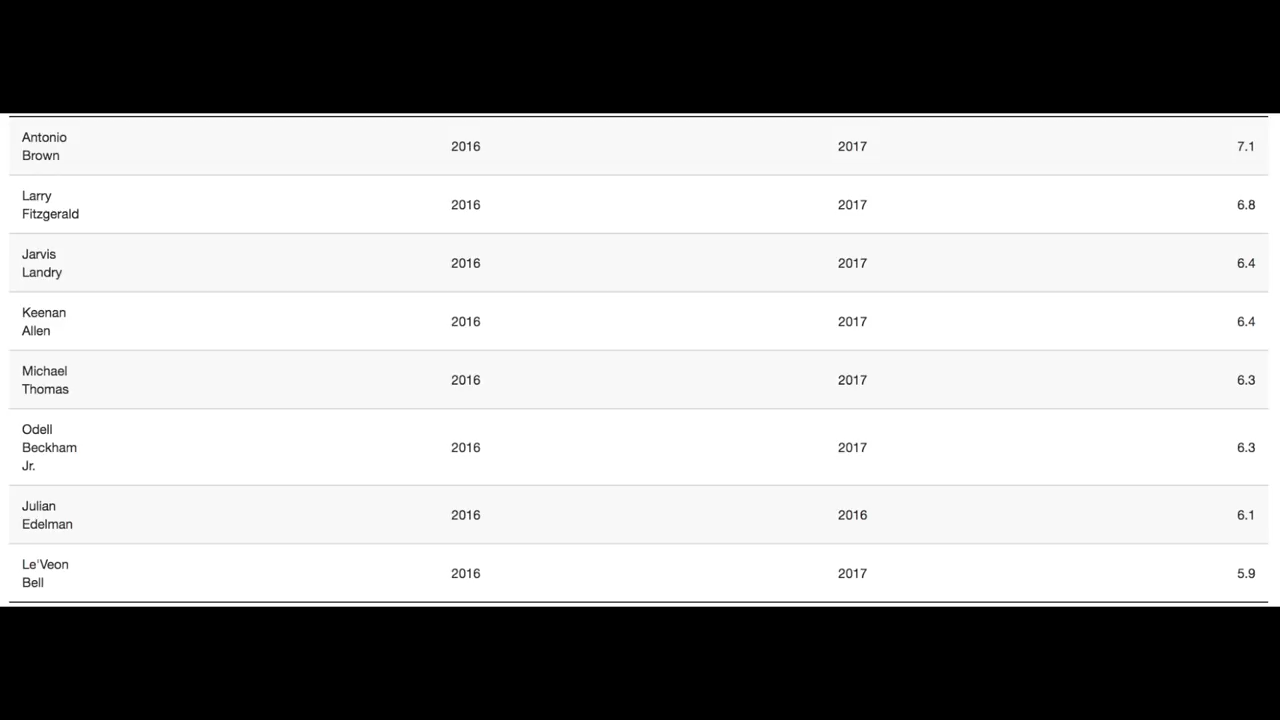 Antonio
Brown
2016
2017
7.1
Larry
Fitzgerald
2016
2017
6.8
Jarvis
Landry
2016
2017
6.4
Keenan
Allen
2016
2017
6.4
Michael
Thomas
2016
2017
6.3
Odell
Beckham
Jr.
2016
2017
6.3
Julian
Edelman
2016
2016
6.1
Le'Veon
Bell
2016
2017
5.9